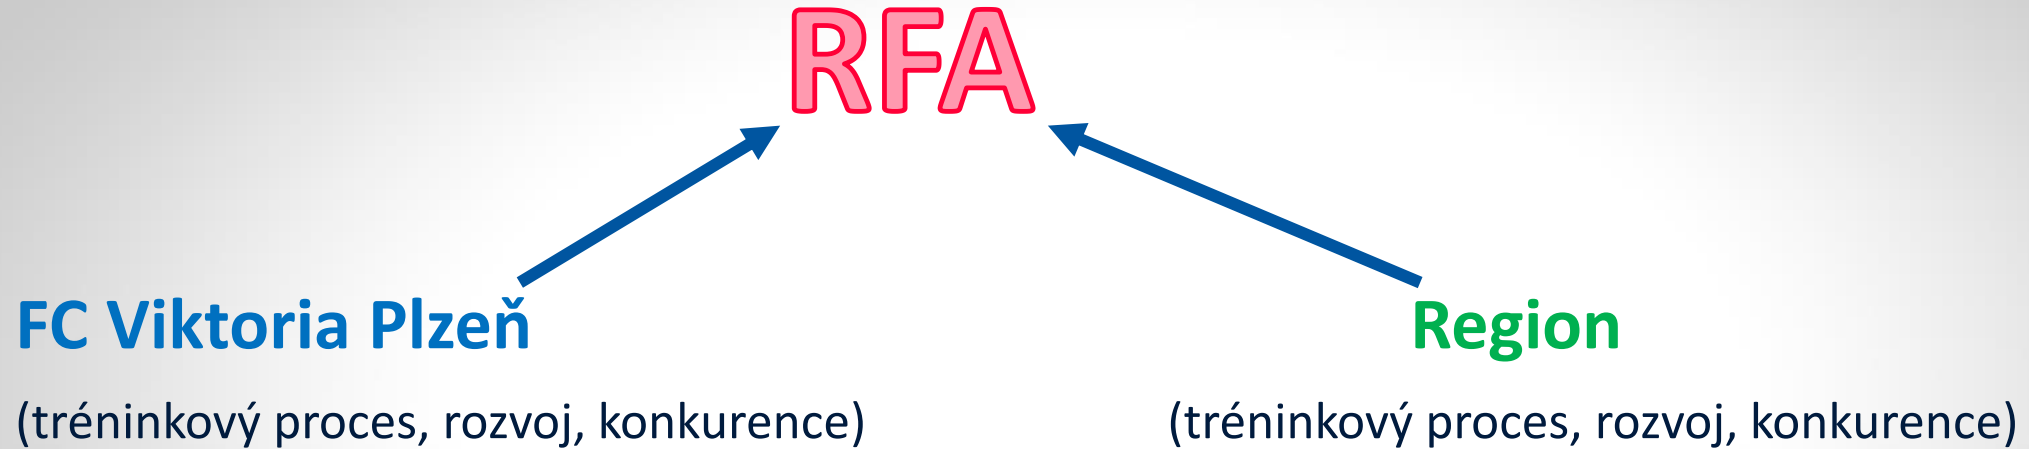 RFA
FC Viktoria Plzeň
Region
(tréninkový proces, rozvoj, konkurence)
(tréninkový proces, rozvoj, konkurence)